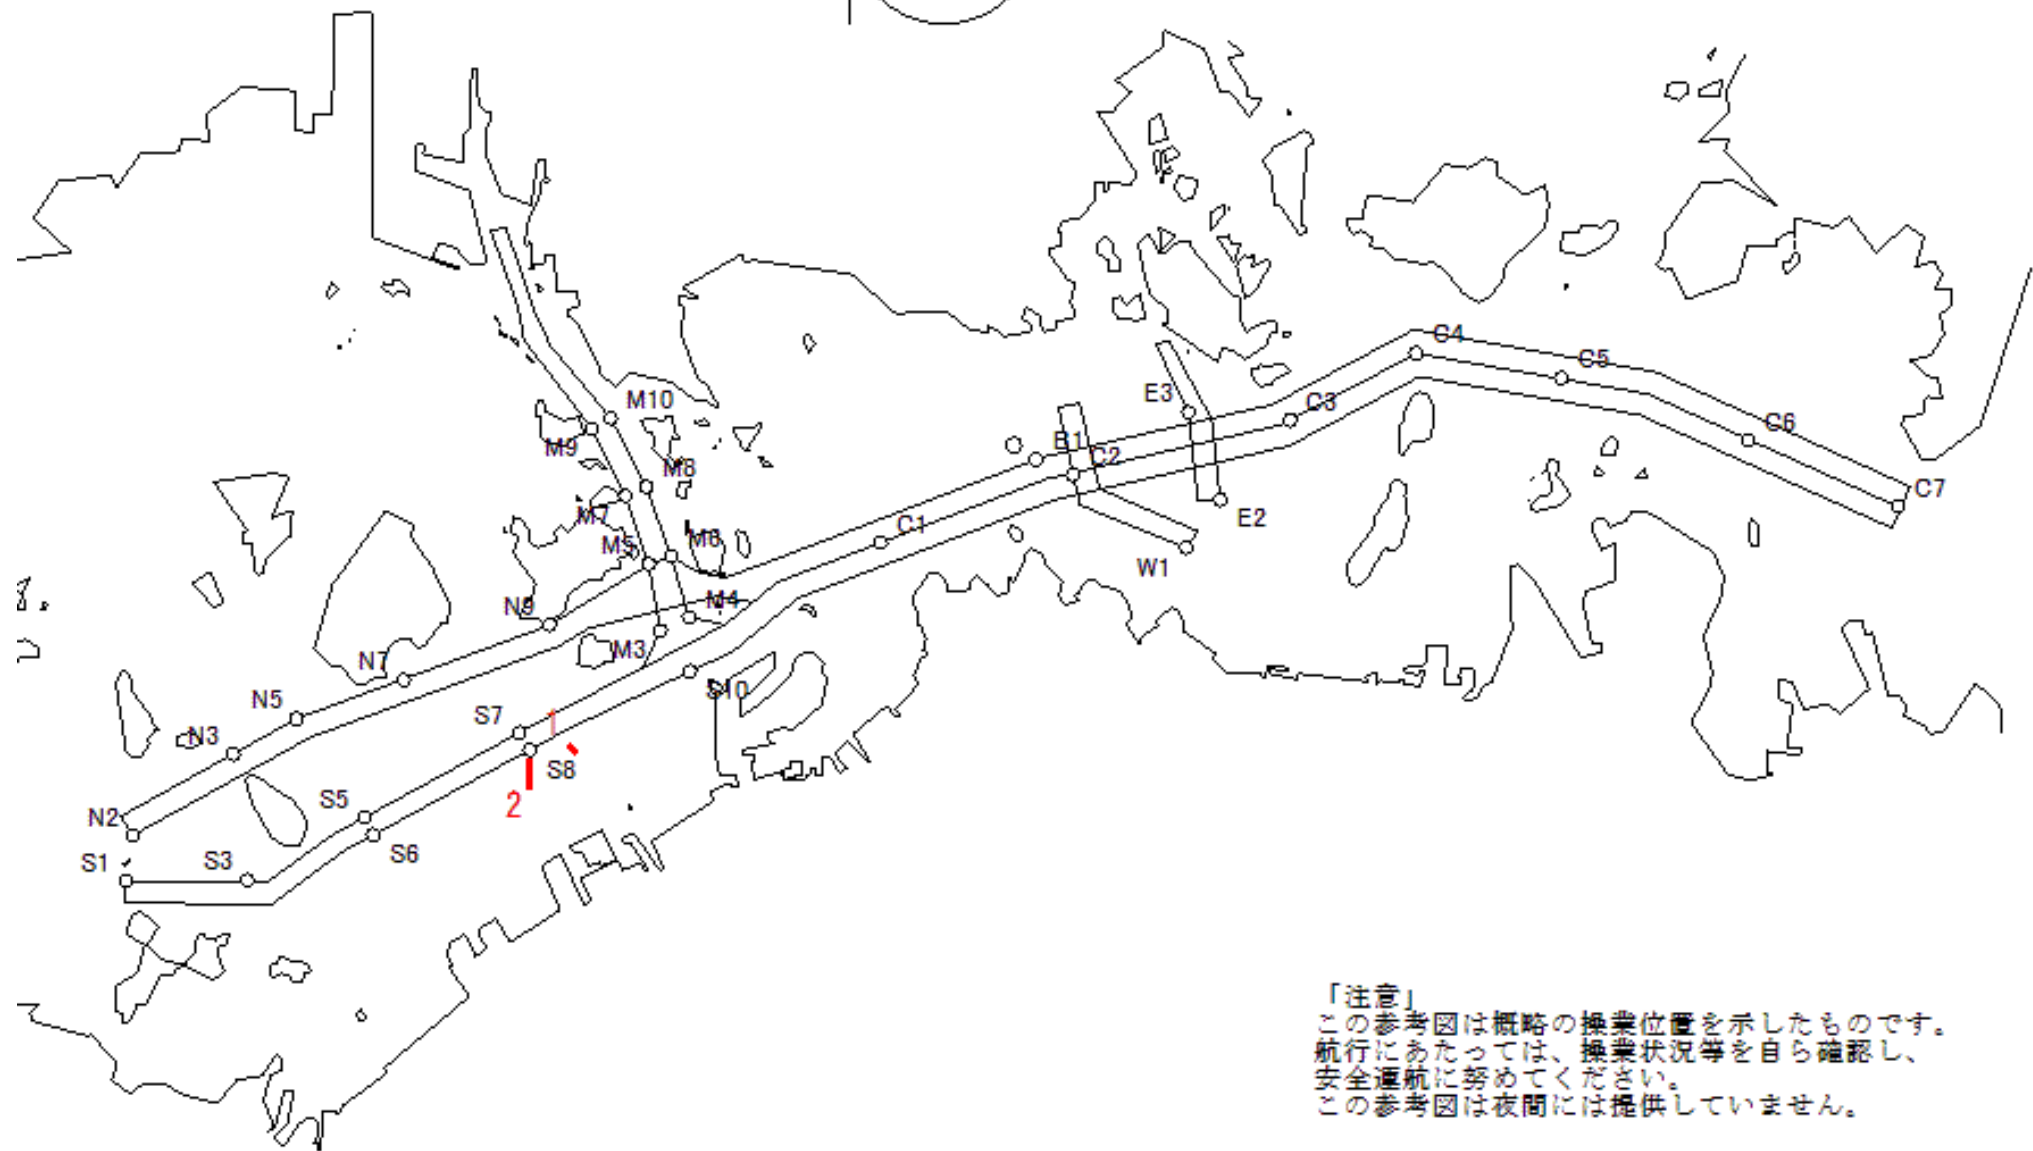 C4
C5
M10
E3
C3
C6
M9
B1
C2
M8
C7
M7
E2
C1
M5
M6
W1
N9
M4
M3
N7
S10
N5
S7
1
N3
S8
2
S5
N2
S6
S1
S3
「注意」
この参考図は概略の操業位置を示したものです。
航行にあたっては、操業状況等を自ら確認し、
安全運航に努めてください。
この参考図は夜間には提供していません。